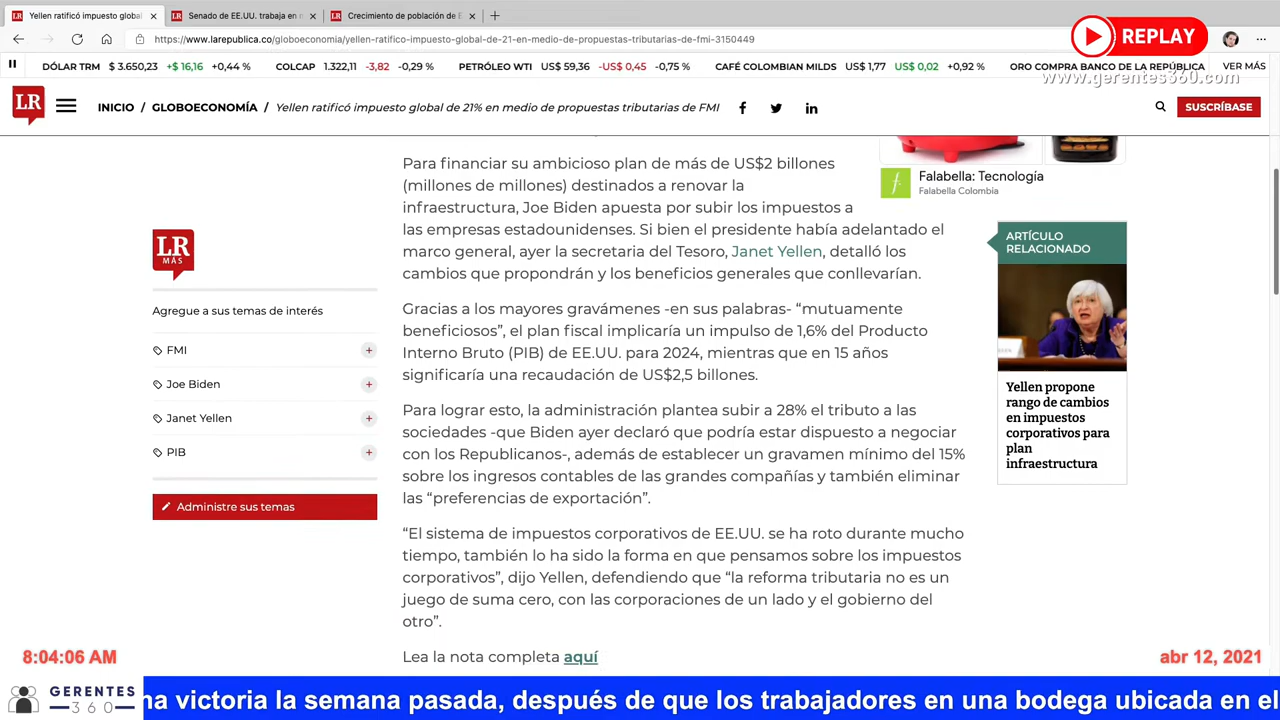 Yellen ratificó impuesto global
Senado de EE.UU. trabaja en n
Crecimiento de población de E
https://www.larepublica.co/globoeconomia/yellen-ratifico-impuesto-global-de-21-en-medio-de-propuestas-tributarias-de-fmi-3150449
REPLAY
DÓLAR TRM $ 3.650,23 +$ 16,16 +0,44 % COLCAP 1.322,11 -3,82 -0,29 % PETRÓLEO WTI US$ 59,36 -US$ 0,45 -0,75 % CAFÉ COLOMBIAN MILDS US$ 1,77 US$ 0,02 +0,92 % ORO COMPRA BANCO DE LA REPÚBLICA VER MÁS
www.gerentes360.com
LR INICIO / GLOBOECONOMÍA / Yellen ratificó impuesto global de 21% en medio de propuestas tributarias de FMI SUSCRÍBASE
Para financiar su ambicioso plan de más de US$2 billones
(millones de millones) destinados a renovar la
infraestructura, Joe Biden apuesta por subir los impuestos a
las empresas estadounidenses. Si bien el presidente había adelantado el
marco general, ayer la secretaria del Tesoro, Janet Yellen, detalló los
cambios que propondrán y los beneficios generales que conllevarían.
Gracias a los mayores gravámenes -en sus palabras- “mutuamente
beneficiosos”, el plan fiscal implicaría un impulso de 1,6% del Producto
Interno Bruto (PIB) de EE.UU. para 2024, mientras que en 15 años
significaría una recaudación de US$2,5 billones.
Para lograr esto, la administración plantea subir a 28% el tributo a las
sociedades -que Biden ayer declaró que podría estar dispuesto a negociar
con los Republicanos-, además de establecer un gravamen mínimo del 15%
sobre los ingresos contables de las grandes compañías y también eliminar
las “preferencias de exportación”.
“El sistema de impuestos corporativos de EE.UU. se ha roto durante mucho
tiempo, también lo ha sido la forma en que pensamos sobre los impuestos
corporativos”, dijo Yellen, defendiendo que “la reforma tributaria no es un
juego de suma cero, con las corporaciones de un lado y el gobierno del
otro”.
Lea la nota completa aquí
LR
MÁS
Agregue a sus temas de interés
FMI +
Joe Biden +
Janet Yellen +
PIB +
Administre sus temas
Falabella: Tecnología
Falabella Colombia
ARTÍCULO
RELACIONADO
Yellen propone
rango de cambios
en impuestos
corporativos para
plan
infraestructura
8:04:06 AM
abr 12, 2021
GERENTES
360
na victoria la semana pasada, después de que los trabajadores en una bodega ubicada en el